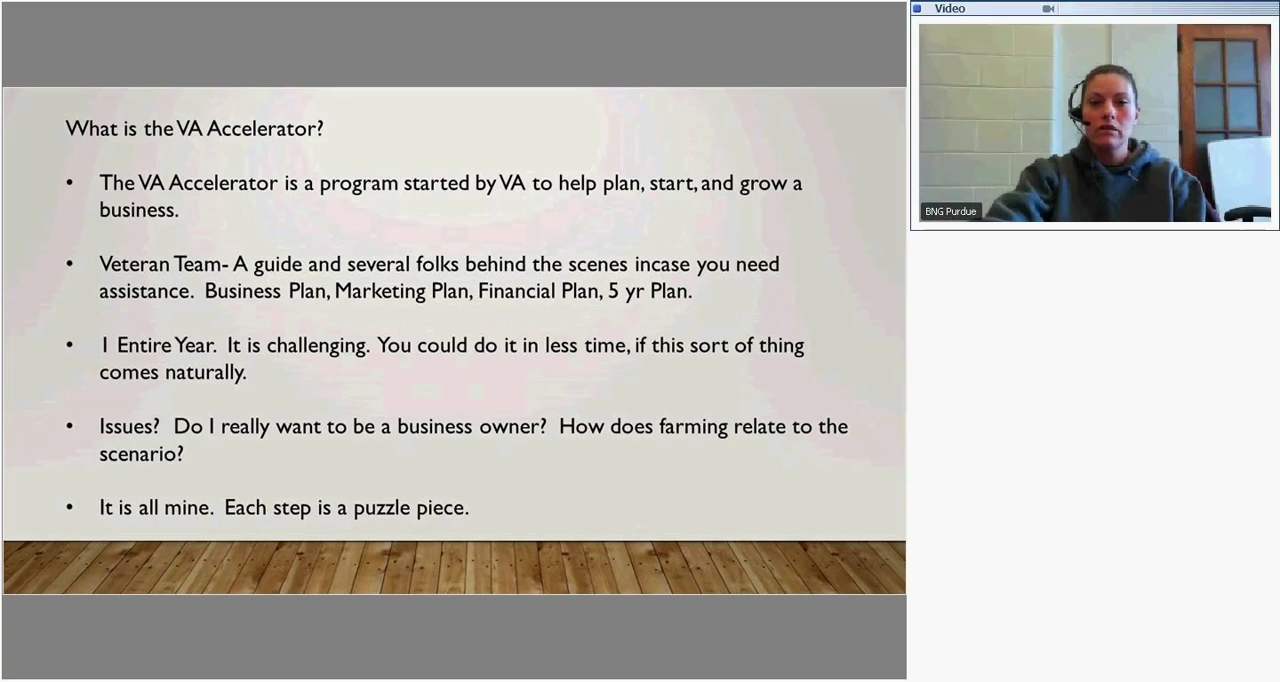 What is the VA Accelerator?
• The VA Accelerator is a program started by VA to help plan, start, and grow a
business.
• Veteran Team- A guide and several folks behind the scenes incase you need
assistance. Business Plan, Marketing Plan, Financial Plan, 5 yr Plan.
• 1 Entire Year. It is challenging. You could do it in less time, if this sort of thing
comes naturally.
• Issues? Do I really want to be a business owner? How does farming relate to the
scenario?
• It is all mine. Each step is a puzzle piece.
Video
BNG Purdue